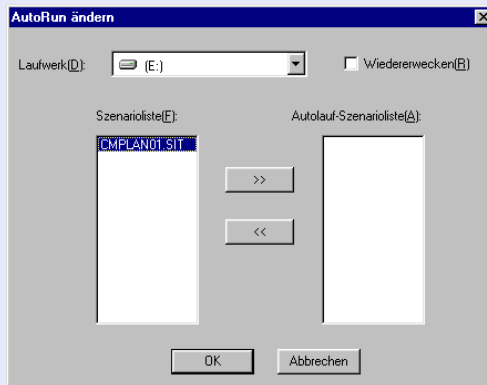 AutoRun ändern
Laufwerk(D): (E:) Wiedererwecken(R)
Szenarioliste(F): Autolauf-Szenarioliste(A):
CMPLAN01.SIT
>>
<<
OK Abbrechen